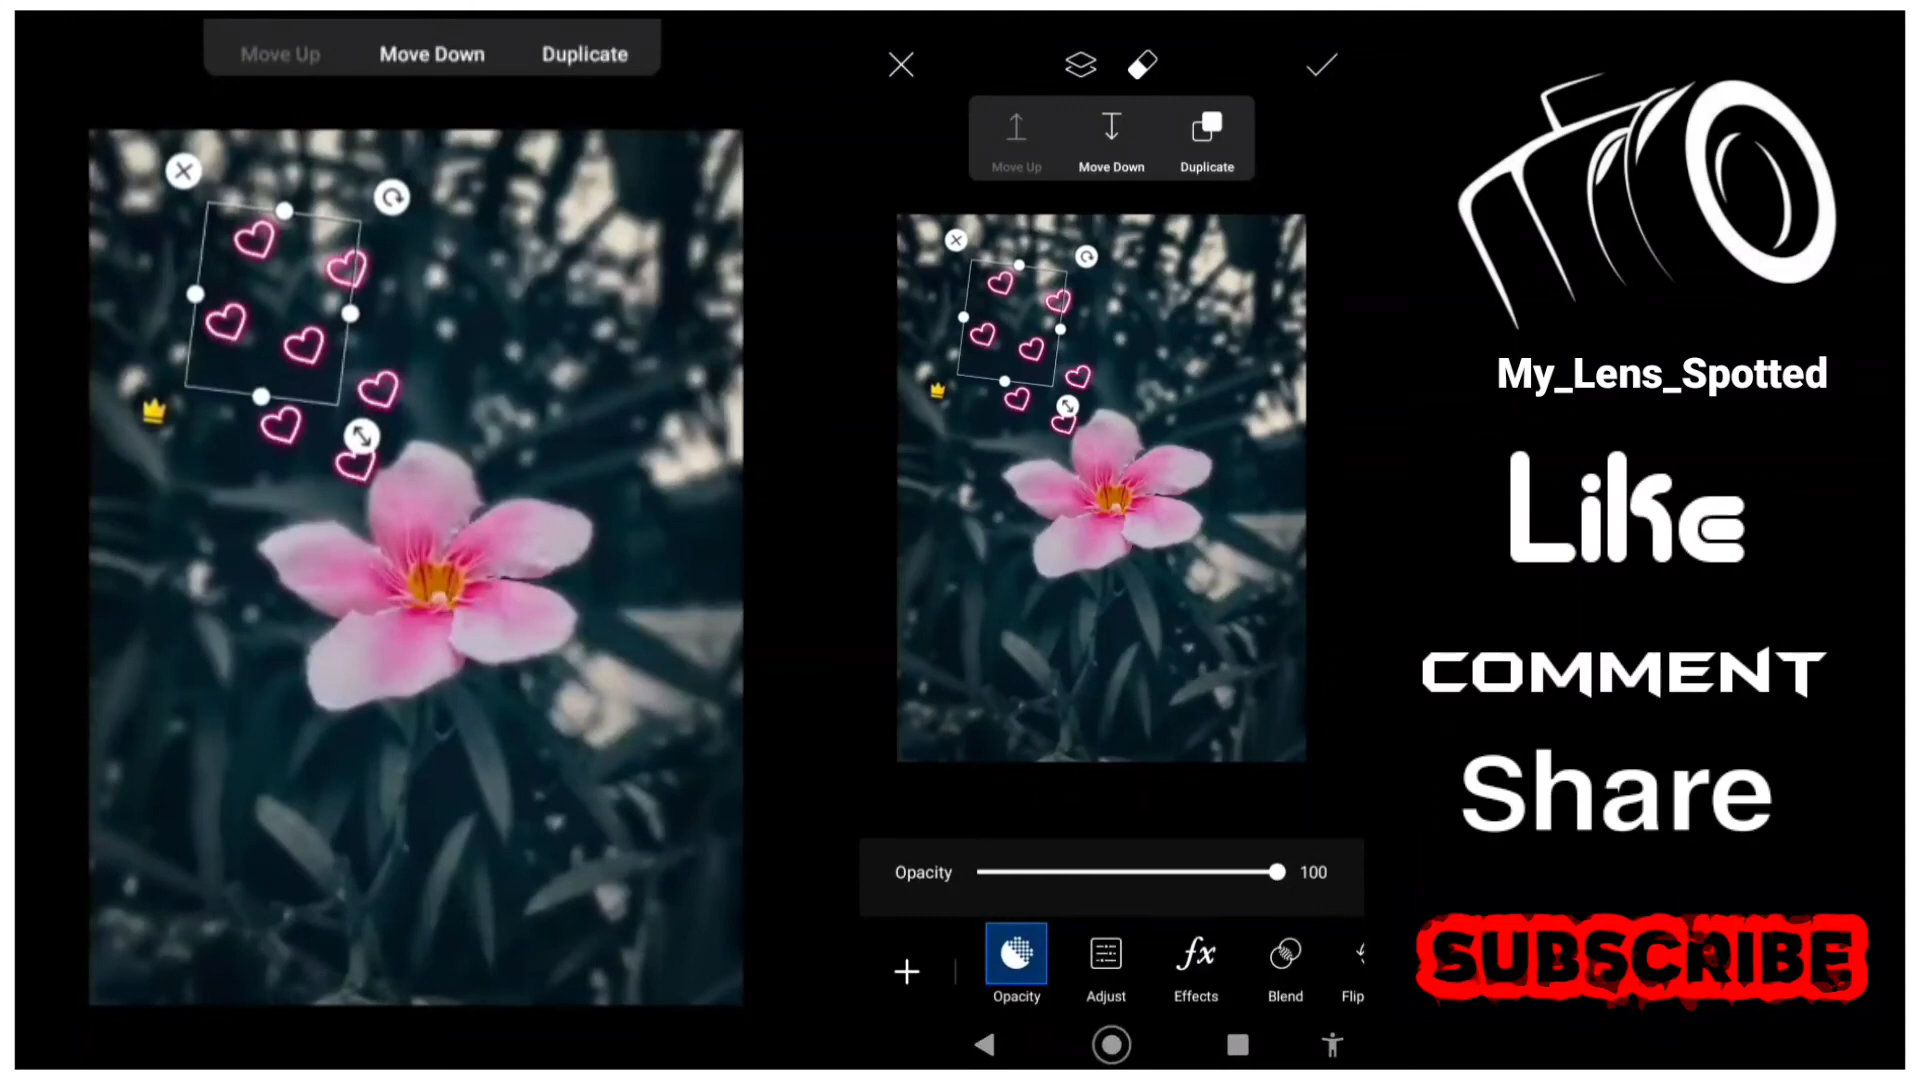 Move Up Move Down Duplicate
Move Up Move Down Duplicate
Opacity 100
Opacity Adjust fx Effects Blend Flip
My_Lens_Spotted
Like
COMMENT
Share
SUBSCRIBE